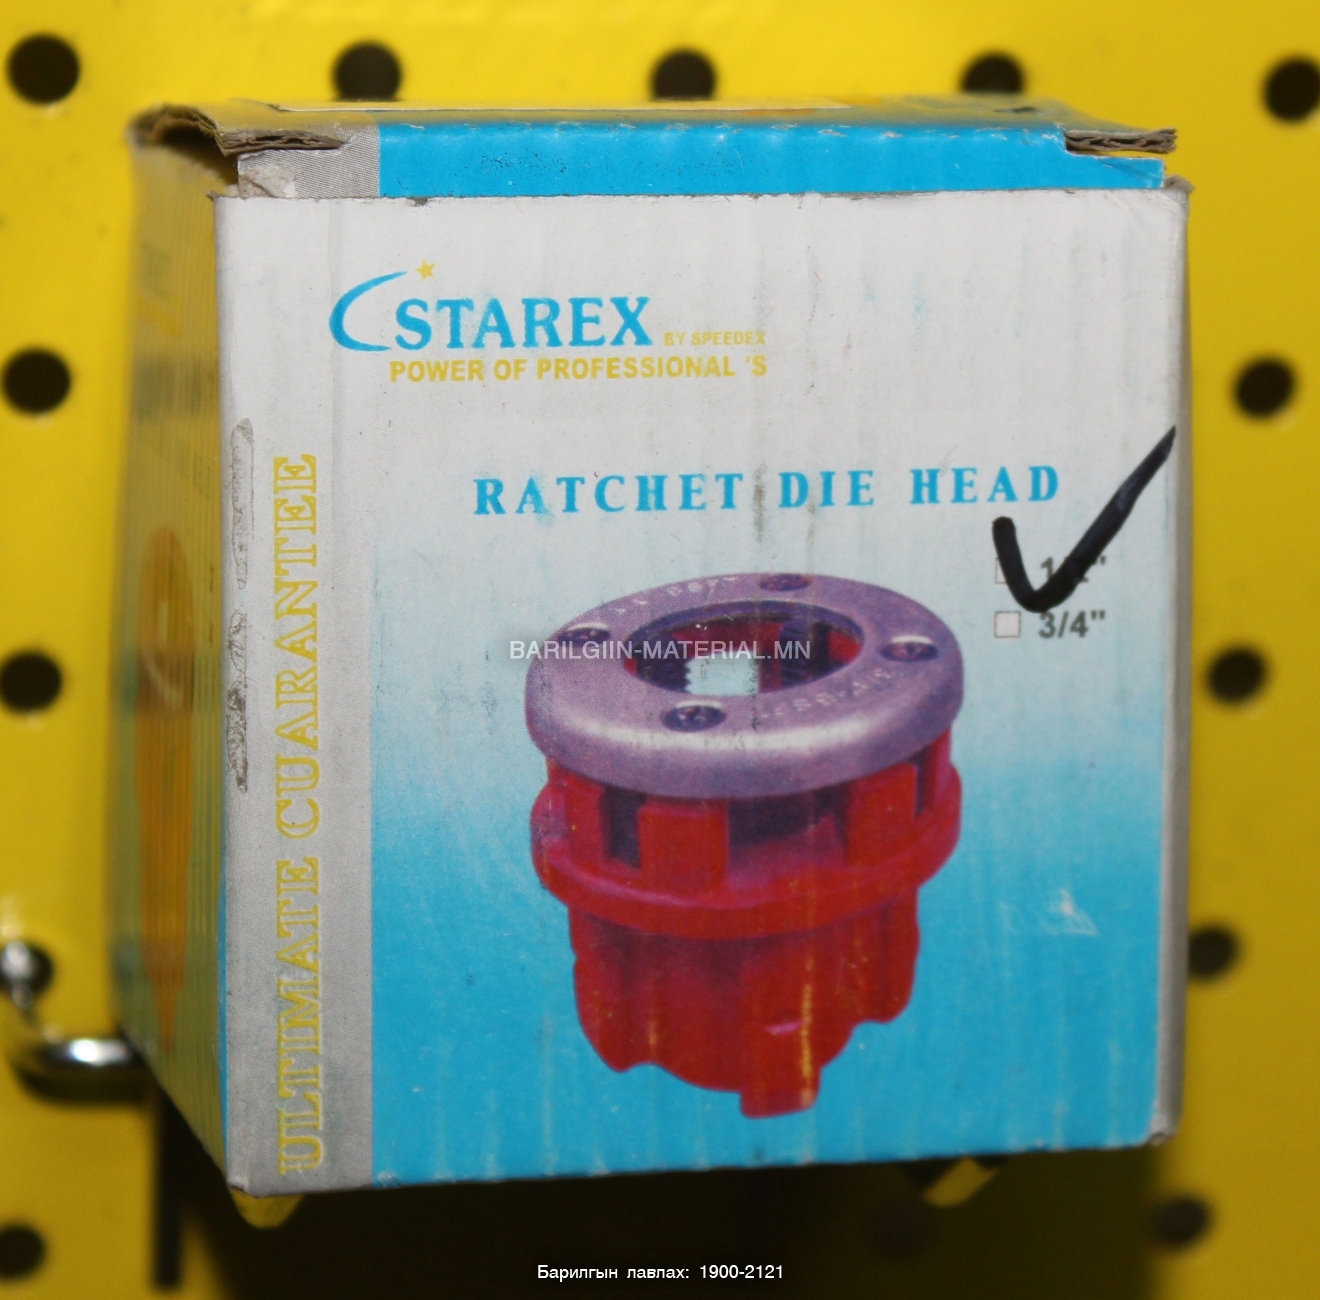 STAREX BY SPEEDEX
POWER OF PROFESSIONAL 'S
RATCHET DIE HEAD
3/4"
ULTIMATE CUARANTEE
BARILGIIN-MATERIAL.MN
Барилгын лавлах: 1900-2121